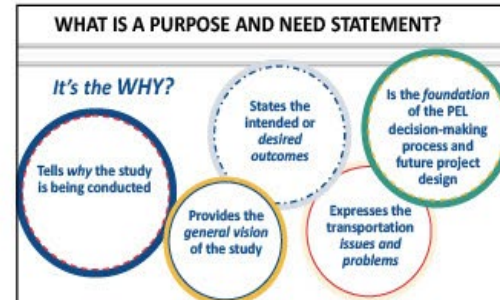 WHAT IS A PURPOSE AND NEED STATEMENT?
It's the WHY?
Tells why the study
is being conducted
Provides the
general vision
of the study
States the
intended or
desired
outcomes
Expresses the
transportation
issues and
problems
Is the foundation
of the PEL
decision-making
process and
future project
design